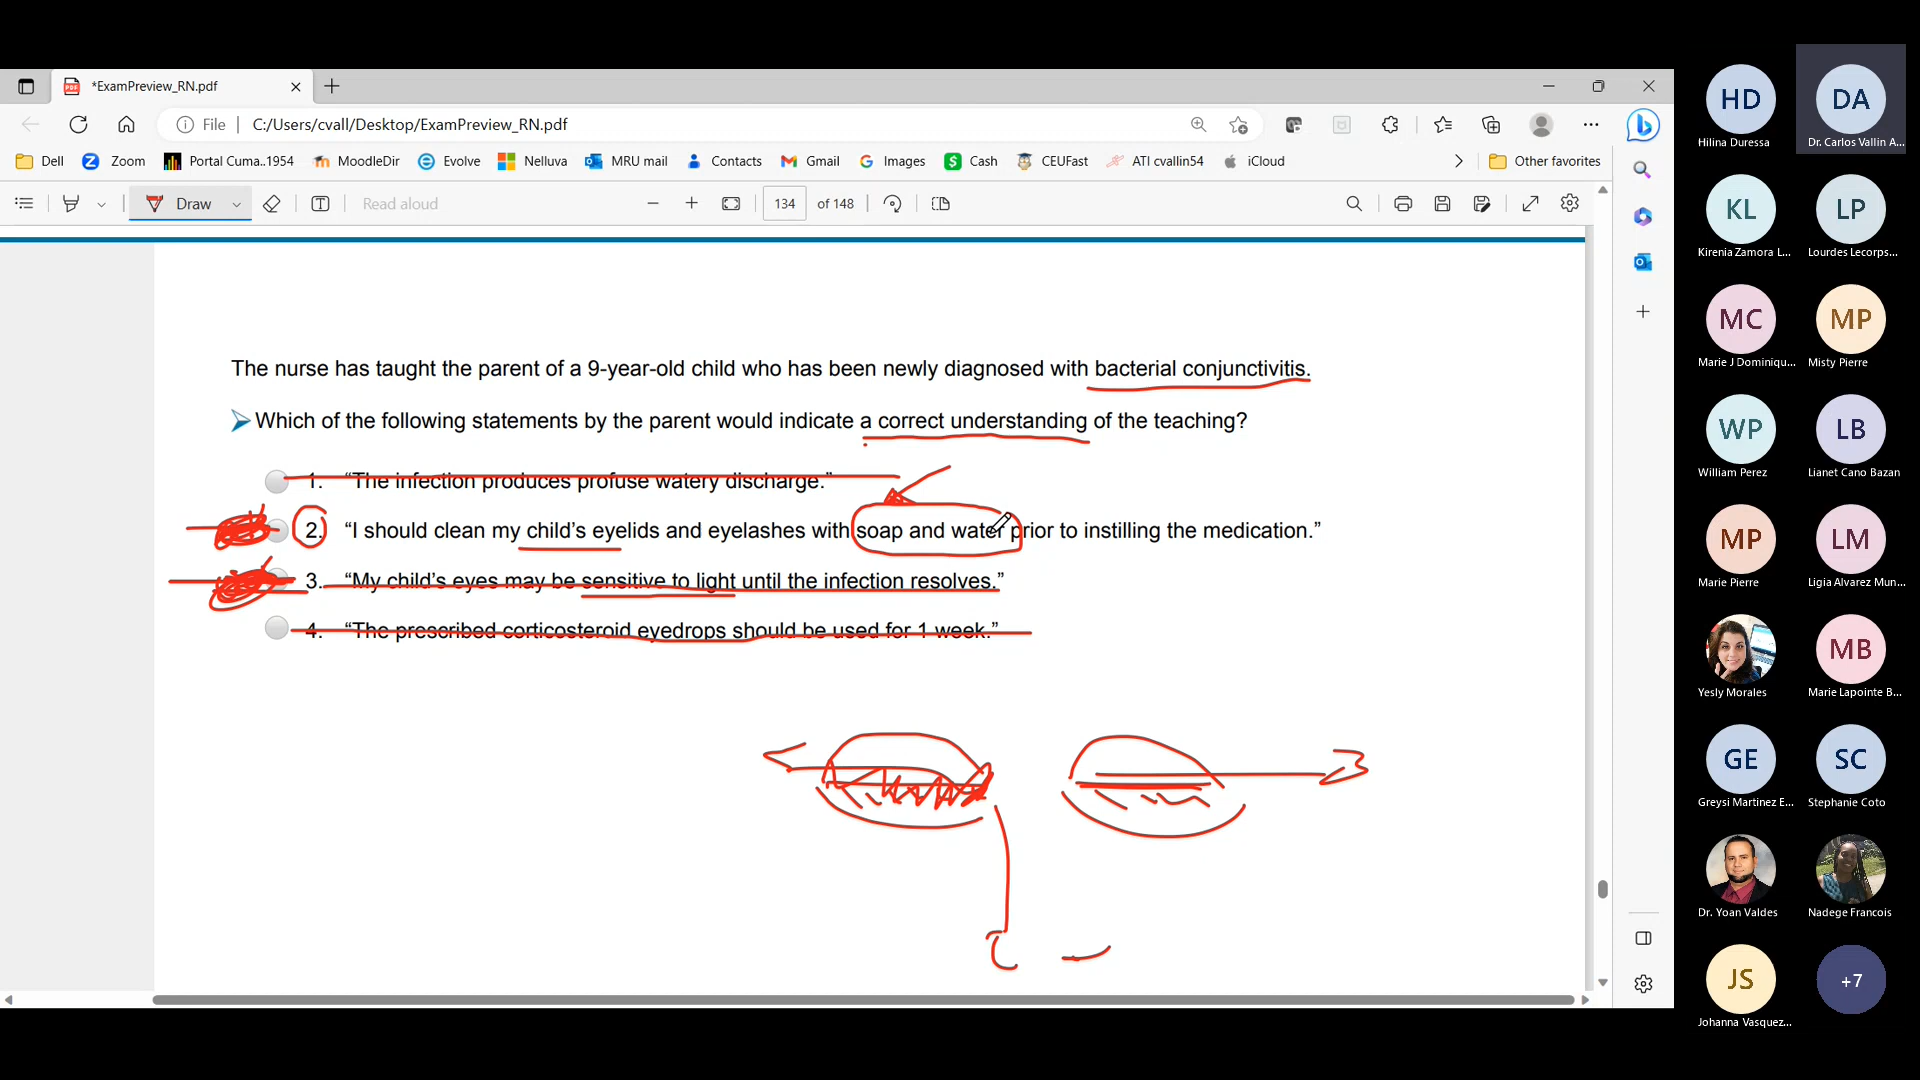 *ExamPreview_RN.pdf
File | C:/Users/cvall/Desktop/ExamPreview_RN.pdf
Dell Zoom Portal Cuma..1954 MoodleDir Evolve Nelluva MRU mail Contacts Gmail Images Cash CEUFast ATI cvallin54 iCloud Other favorites
Draw Read aloud 134 of 148
The nurse has taught the parent of a 9-year-old child who has been newly diagnosed with bacterial conjunctivitis.
Which of the following statements by the parent would indicate a correct understanding of the teaching?
1. “The infection produces profuse watery discharge.”
2. “I should clean my child’s eyelids and eyelashes with soap and water prior to instilling the medication.”
3. “My child’s eyes may be sensitive to light until the infection resolves.”
4. “The prescribed corticosteroid eyedrops should be used for 1 week.”
HD DA
Hilina Duressa Dr. Carlos Vallin A...
KL LP
Kirenia Zamora L... Lourdes Lecorps...
MC MP
Marie J Dominiqu... Misty Pierre
WP LB
William Perez Lianet Cano Bazan
MP LM
Marie Pierre Ligia Alvarez Mun...
MB
Yesly Morales Marie Lapointe B...
GE SC
Greysi Martinez E... Stephanie Coto
Dr. Yoan Valdes Nadege Francois
JS +7
Johanna Vasquez...